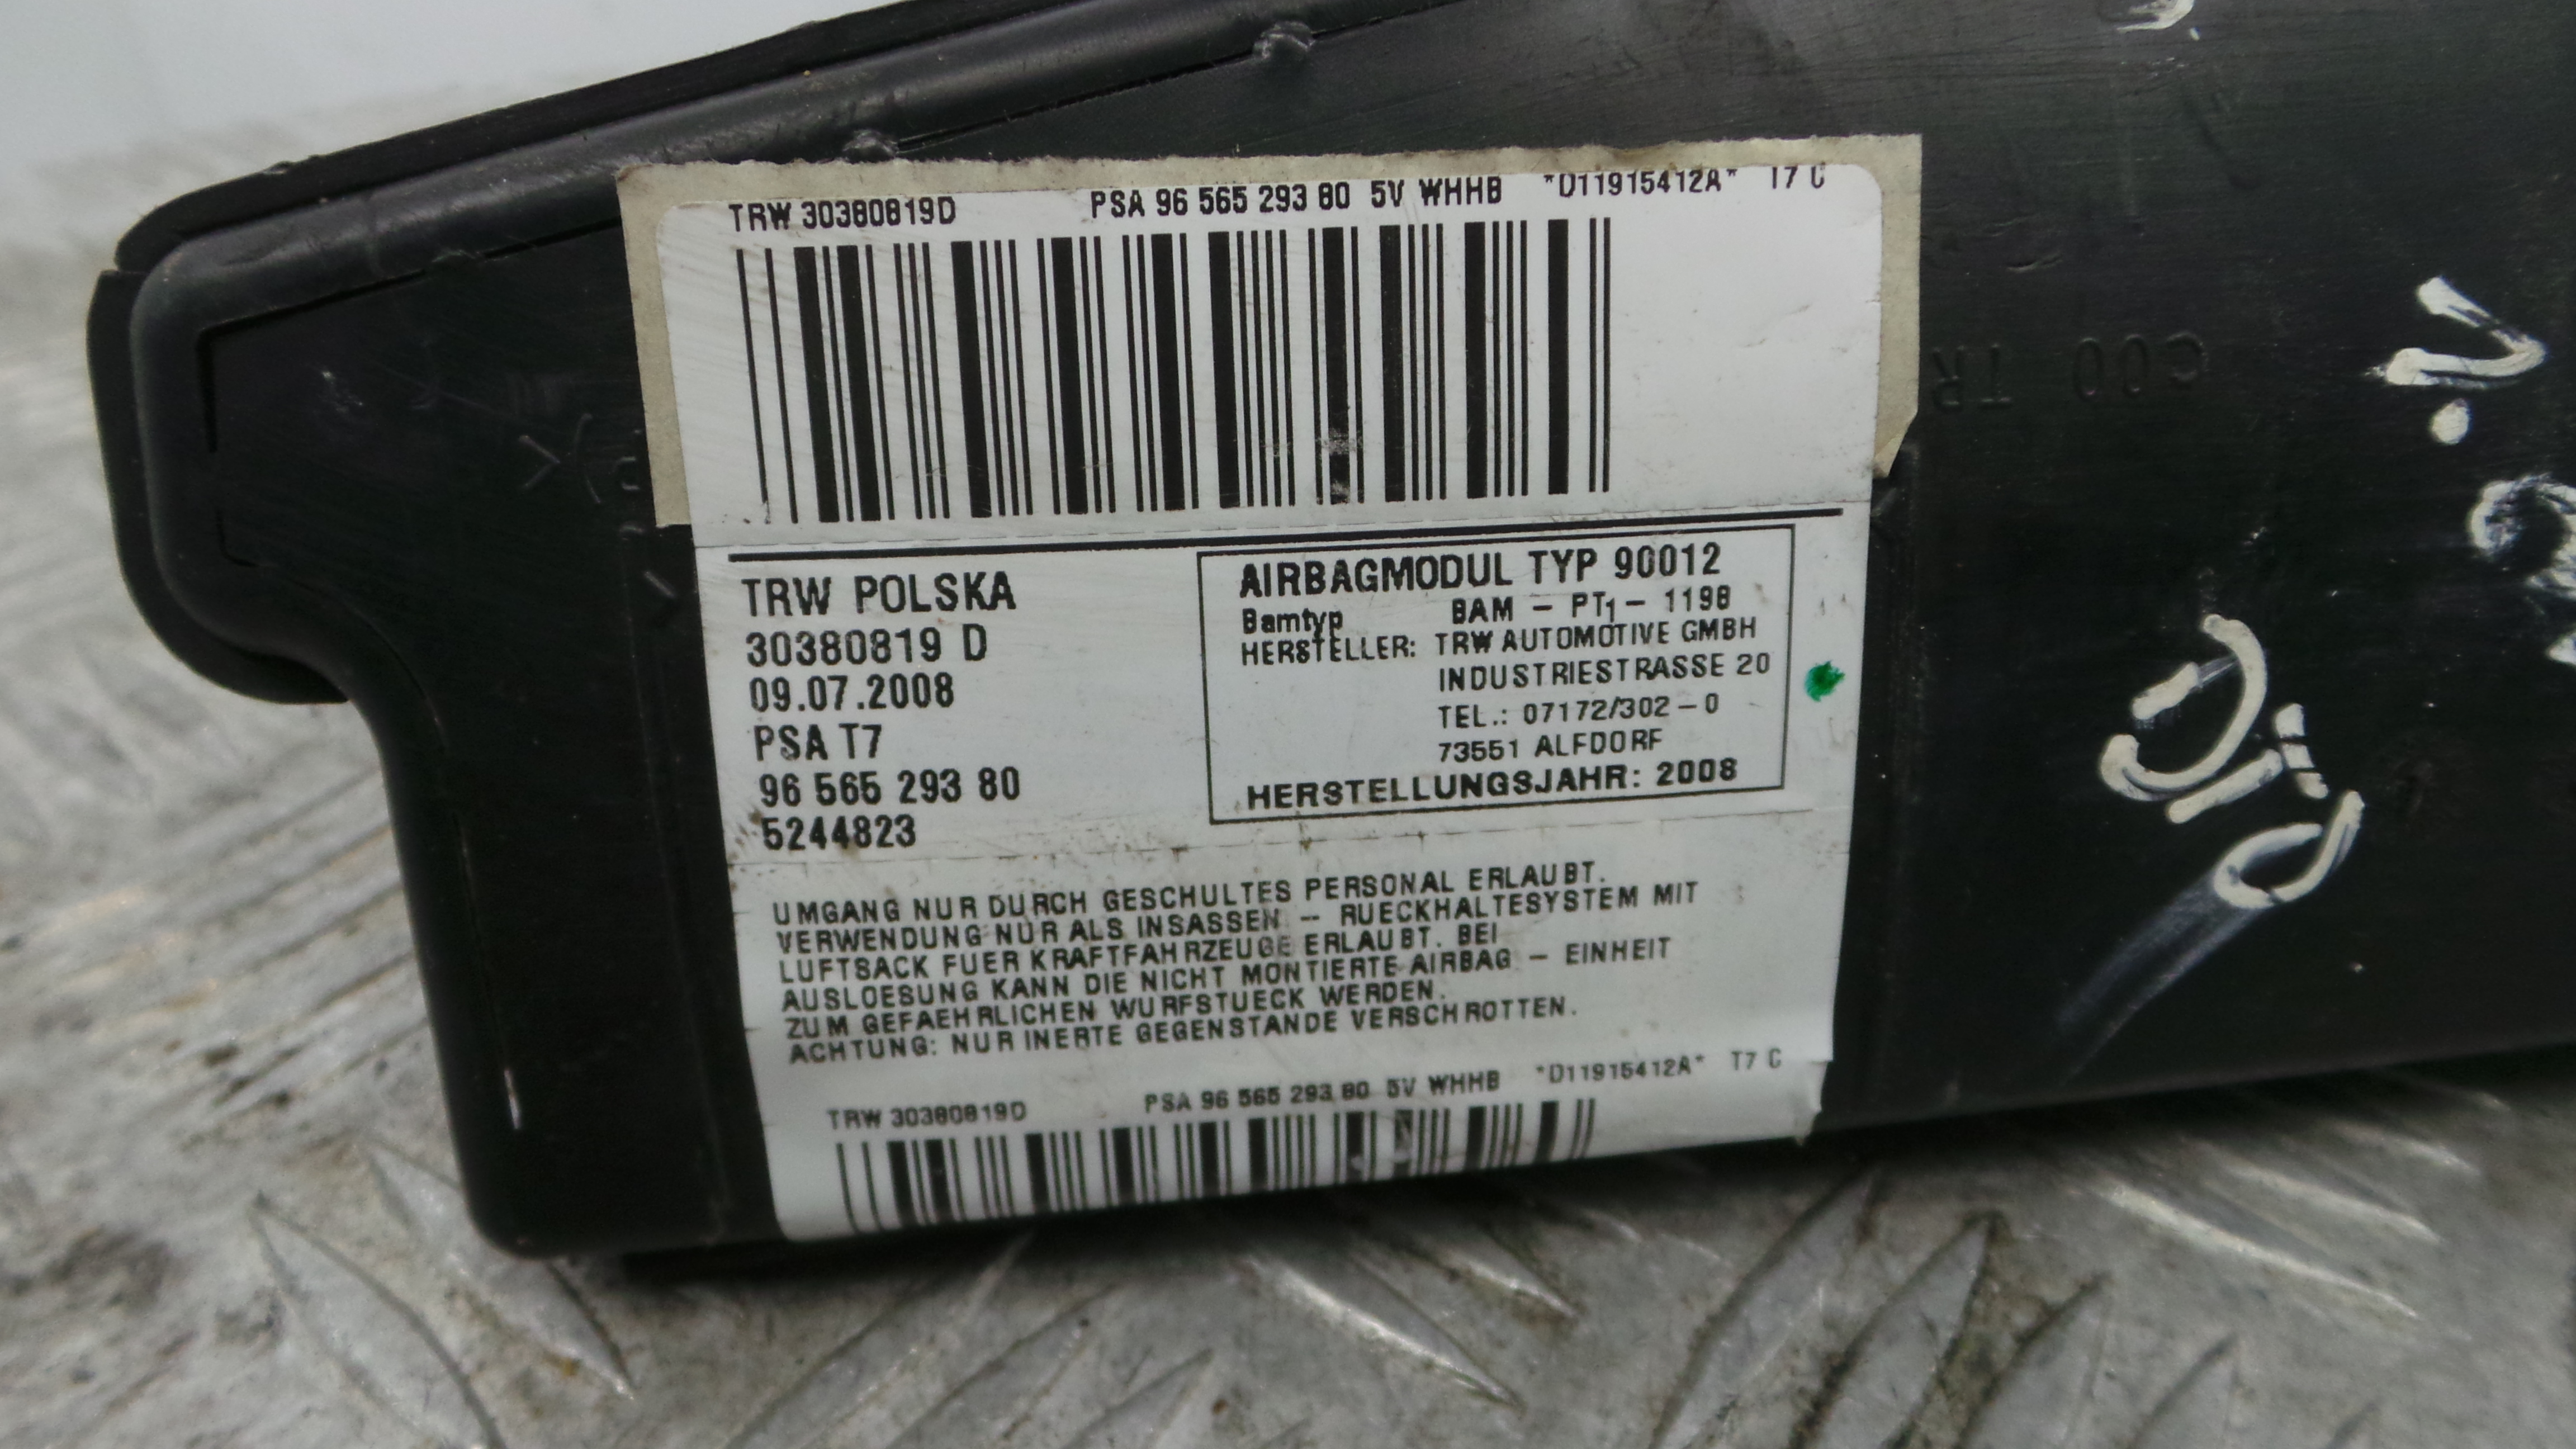 TRW 30380819D PSA 96 565 293 80 5V WHHB *D11915412A* T7 C
TRW POLSKA
30380819 D
09.07.2008
PSA T7
96 565 293 80
5244823
AIRBAGMODUL TYP 90012
Bamtyp BAM - PT1 - 1198
HERSTELLER: TRW AUTOMOTIVE GMBH
INDUSTRIESTRASSE 20
TEL.: 07172/302-0
73551 ALFDORF
HERSTELLUNGSJAHR: 2008
UMGANG NUR DURCH GESCHULTES PERSONAL ERLAUBT.
VERWENDUNG NUR ALS INSASSEN -- RUECKHALTESYSTEM MIT
LUFTSACK FUER KRAFTFAHRZEUGE ERLAUBT. BEI
AUSLOESUNG KANN DIE NICHT MONTIERTE AIRBAG - EINHEIT
ZUM GEFAEHRLICHEN WURFSTUECK WERDEN.
ACHTUNG: NUR INERTE GEGENSTANDE VERSCHROTTEN.
TRW 30380819D PSA 96 565 293 80 5V WHHB *D11915412A* T7 C